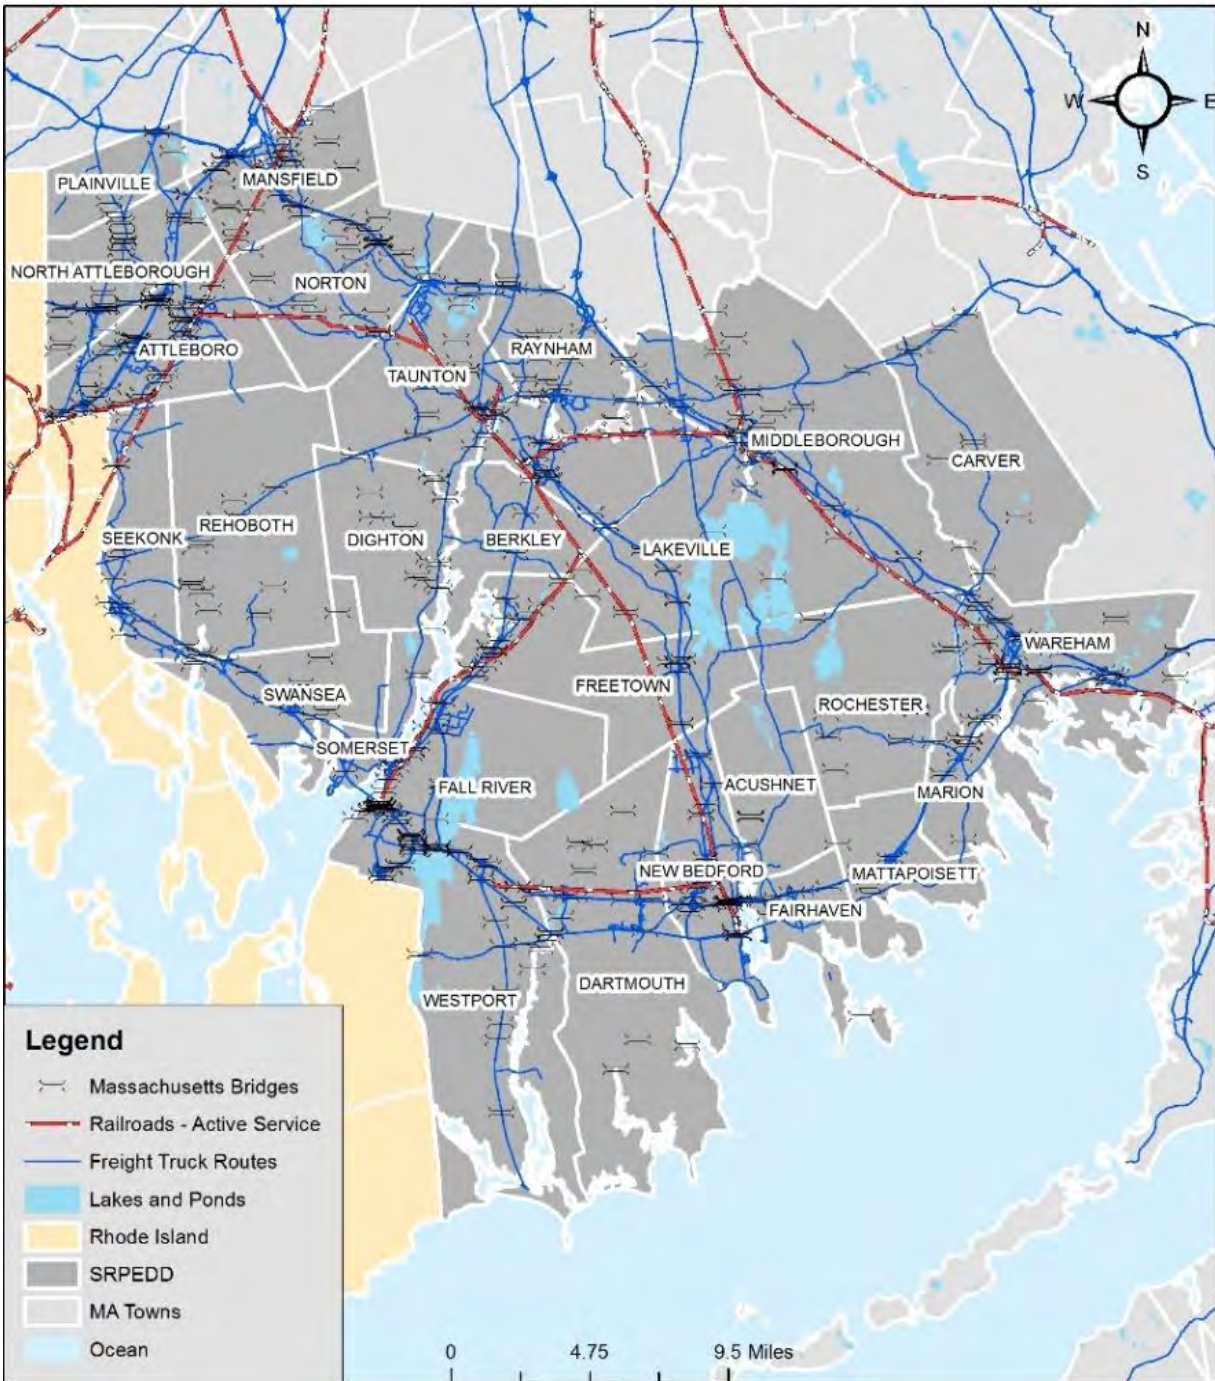 N
W E
S
PLAINVILLE
MANSFIELD
NORTH ATTLEBOROUGH
NORTON
ATTLEBORO
RAYNHAM
TAUNTON
MIDDLEBOROUGH
CARVER
REHOBOTH
SEEKONK
DIGHTON
BERKLEY
LAKEVILLE
WAREHAM
FREETOWN
SWANSEA
ROCHESTER
SOMERSET
FALL RIVER
ACUSHNET
MARION
NEW BEDFORD
MATTAPOISETT
FAIRHAVEN
DARTMOUTH
WESTPORT
Legend
Massachusetts Bridges
Railroads - Active Service
Freight Truck Routes
Lakes and Ponds
Rhode Island
SRPEDD
MA Towns
Ocean
0 4.75 9.5 Miles